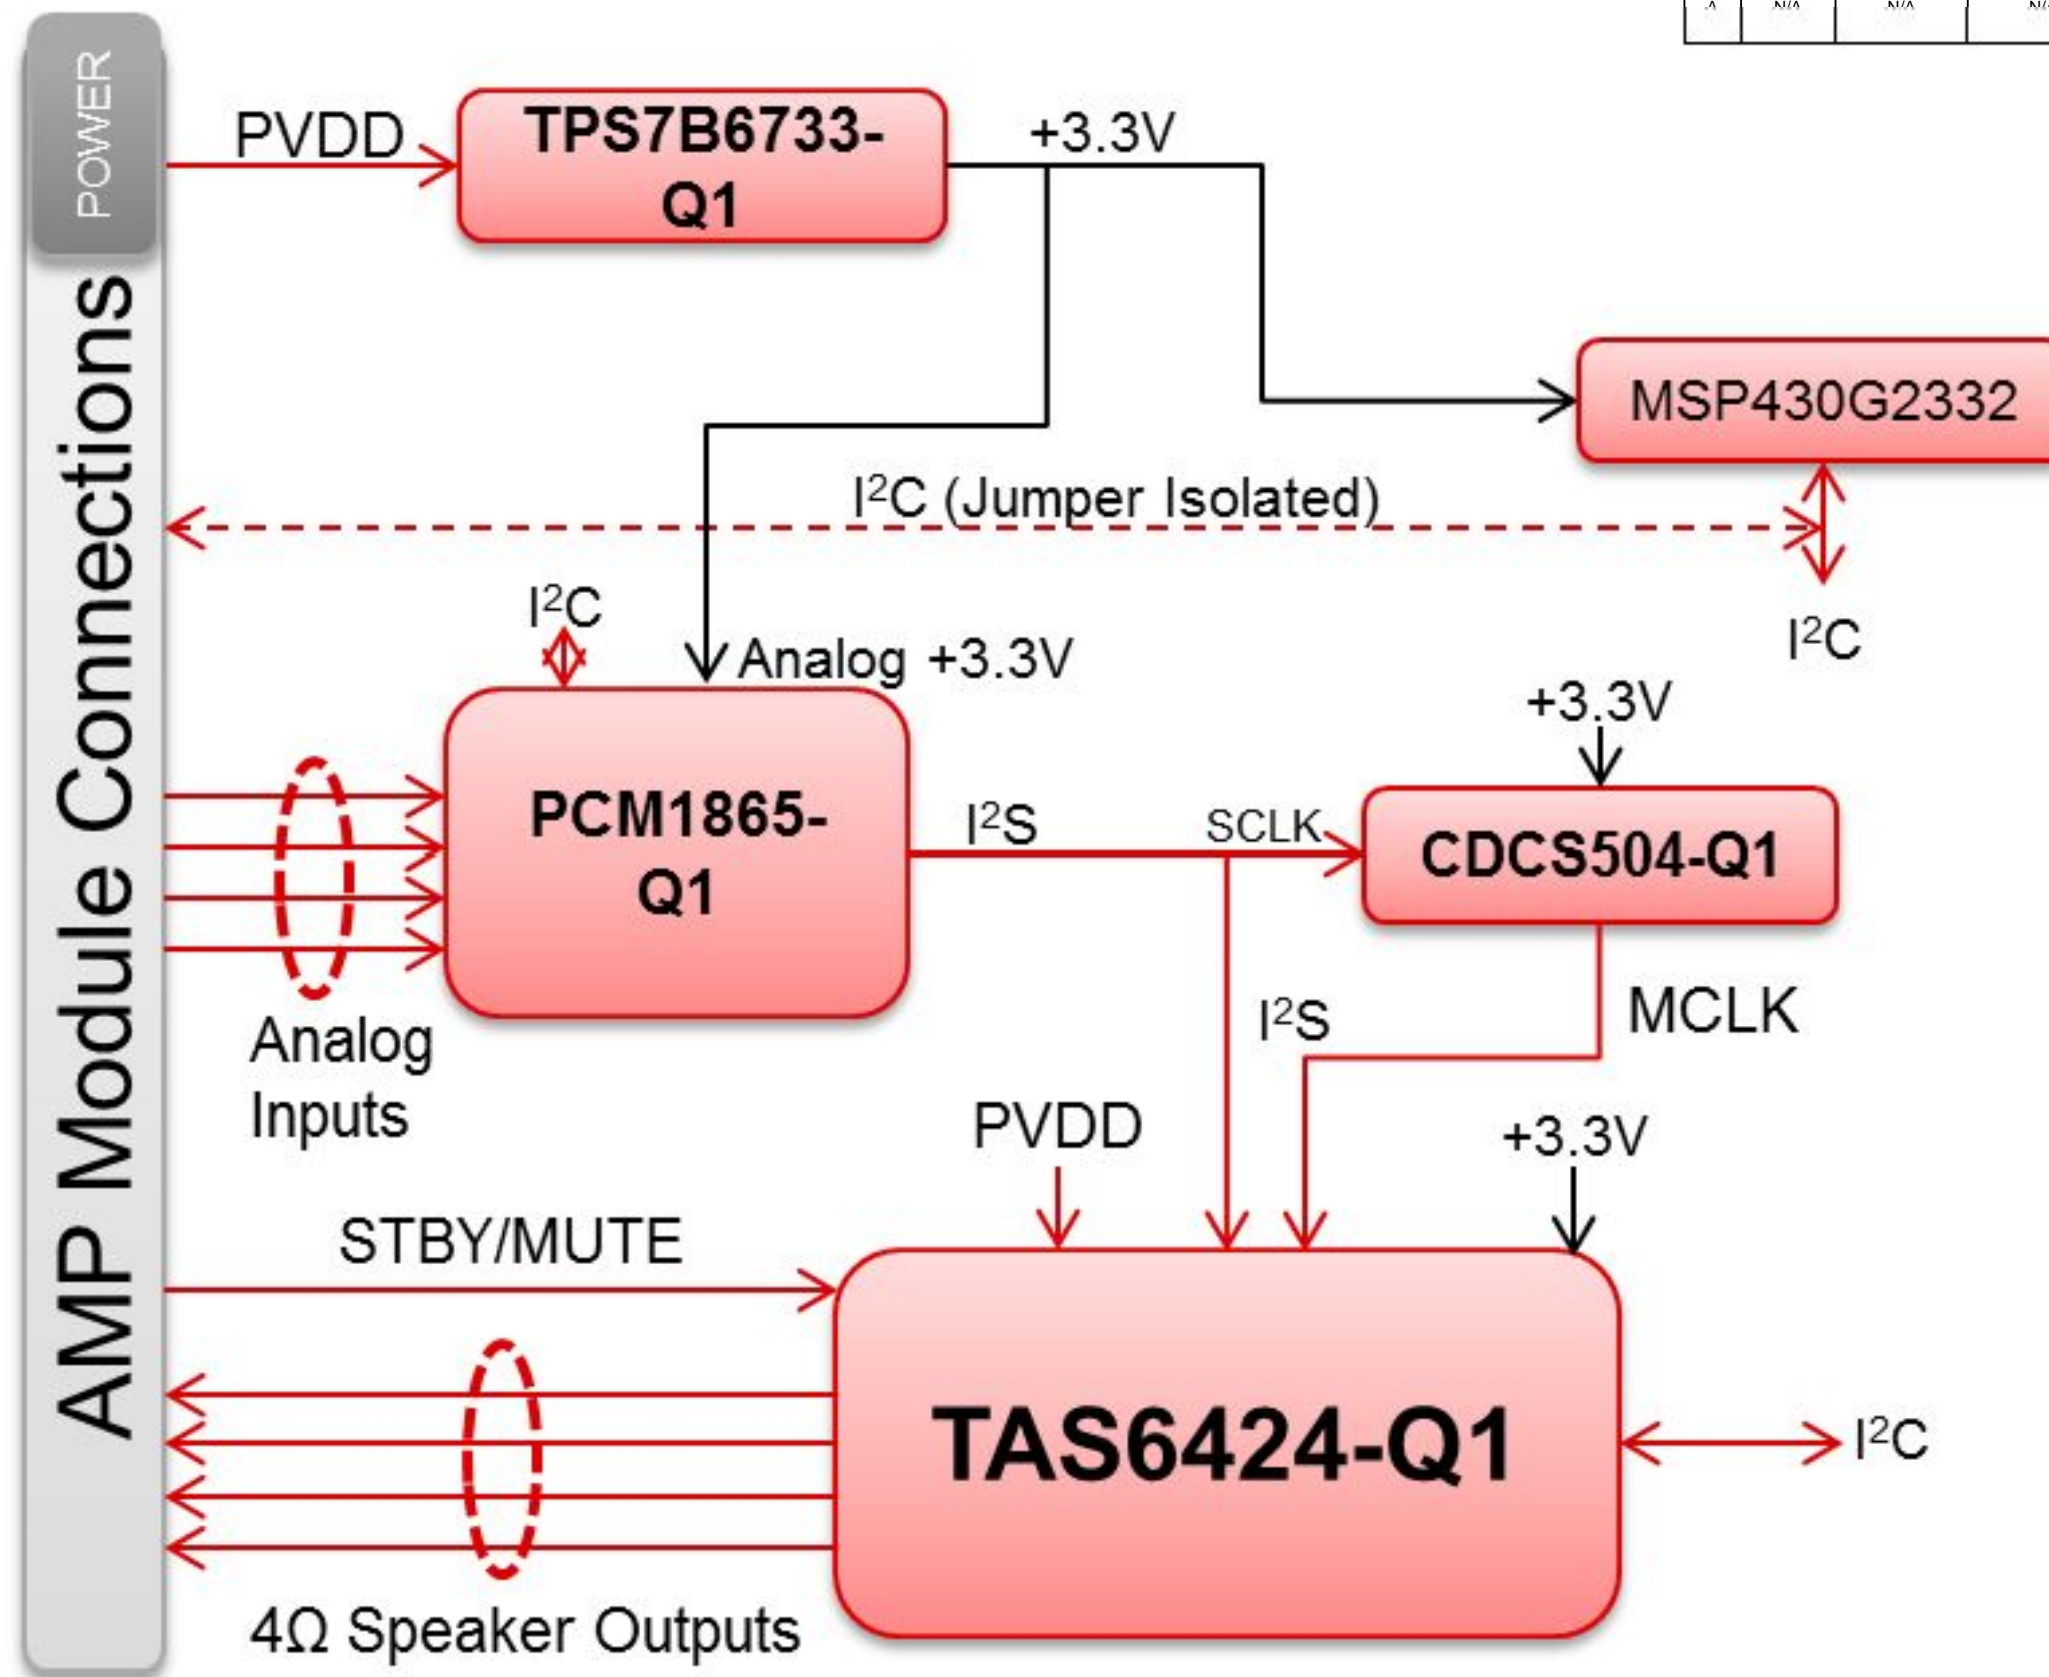 POWER
AMP Module Connections
PVDD
TPS7B6733-
Q1
+3.3V
MSP430G2332
I²C (Jumper Isolated)
I²C
I²C
Analog +3.3V
+3.3V
PCM1865-
Q1
I²S
SCLK
CDCS504-Q1
Analog
Inputs
I²S
MCLK
PVDD
+3.3V
STBY/MUTE
TAS6424-Q1
I²C
4Ω Speaker Outputs